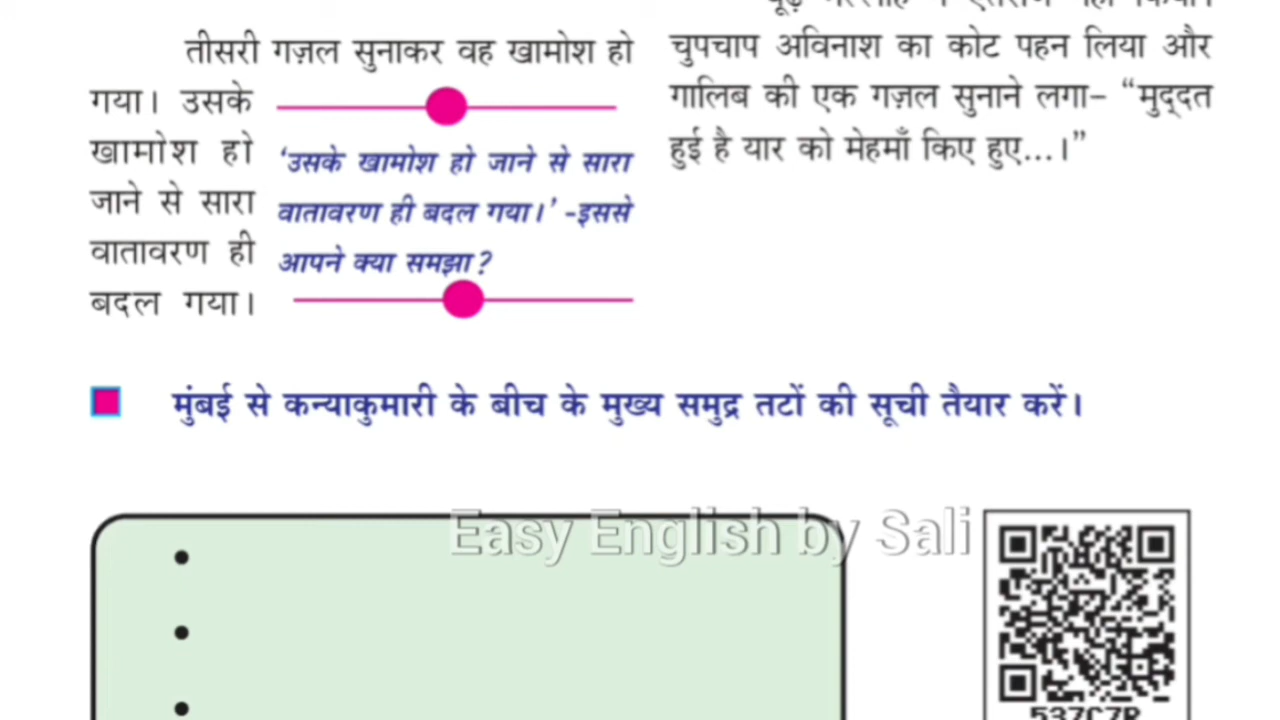 तीसरी गज़ल सुनाकर वह खामोश हो
गया। उसके
खामोश हो
जाने से सारा
वातावरण ही
बदल गया।
‘उसके खामोश हो जाने से सारा
वातावरण ही बदल गया।’ -इससे
आपने क्या समझा?
चुपचाप अविनाश का कोट पहन लिया और
गालिब की एक गज़ल सुनाने लगा– “मुद्दत
हुई है यार को मेहमाँ किए हुए...।”
मुंबई से कन्याकुमारी के बीच के मुख्य समुद्र तटों की सूची तैयार करें।
Easy English by Sali